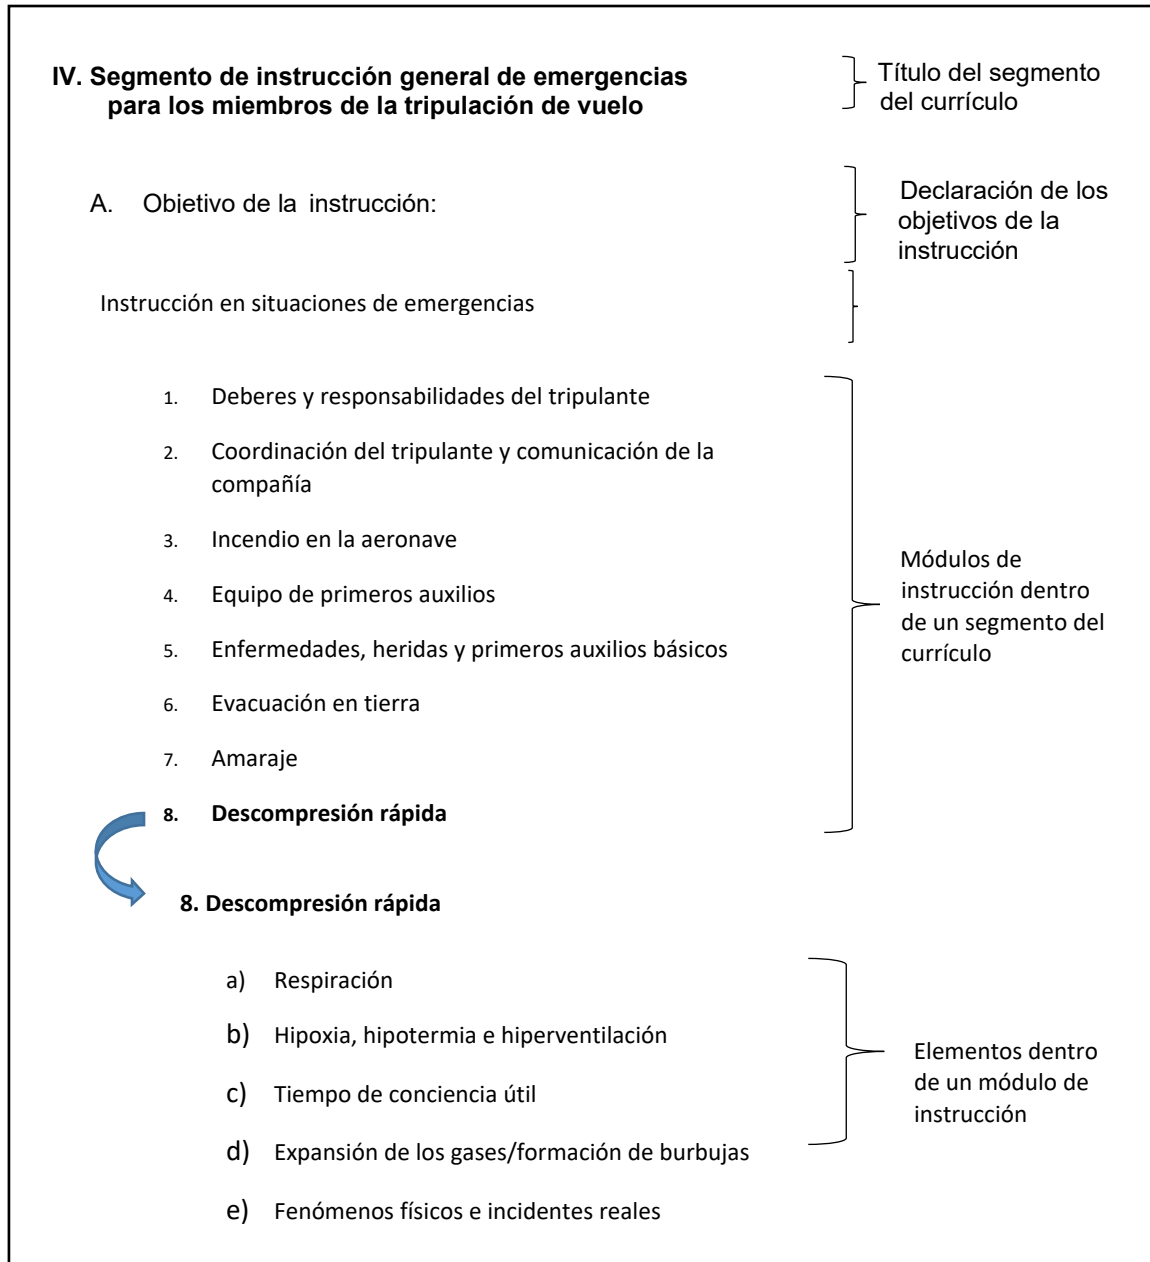 IV. Segmento de instrucción general de emergencias
para los miembros de la tripulación de vuelo
Título del segmento
del currículo
A. Objetivo de la instrucción:
Declaración de los
objetivos de la
instrucción
Instrucción en situaciones de emergencias
1. Deberes y responsabilidades del tripulante
2. Coordinación del tripulante y comunicación de la
compañía
3. Incendio en la aeronave
4. Equipo de primeros auxilios
5. Enfermedades, heridas y primeros auxilios básicos
6. Evacuación en tierra
7. Amaraje
8. Descompresión rápida
Módulos de
instrucción dentro
de un segmento del
currículo
8. Descompresión rápida
a) Respiración
b) Hipoxia, hipotermia e hiperventilación
c) Tiempo de conciencia útil
d) Expansión de los gases/formación de burbujas
e) Fenómenos físicos e incidentes reales
Elementos dentro
de un módulo de
instrucción